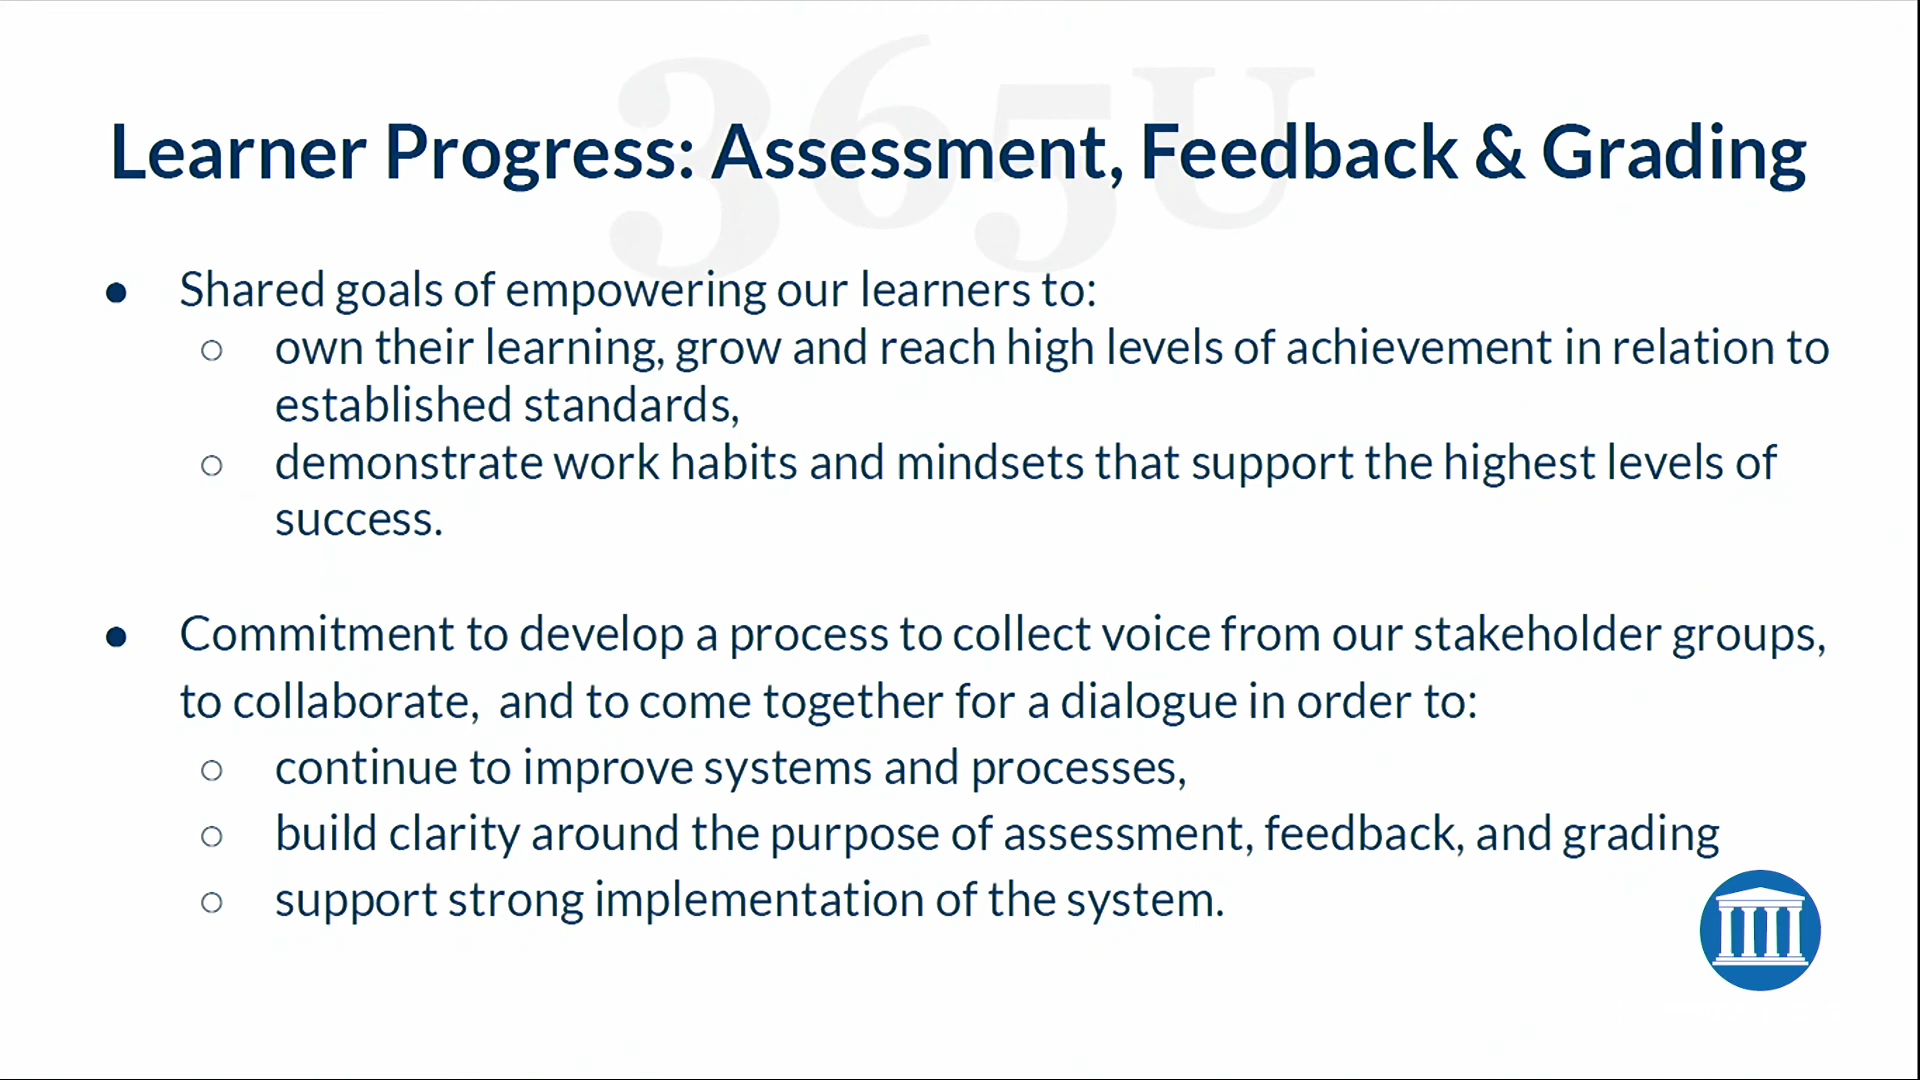 365U
Learner Progress: Assessment, Feedback & Grading
● Shared goals of empowering our learners to:
○ own their learning, grow and reach high levels of achievement in relation to
established standards,
○ demonstrate work habits and mindsets that support the highest levels of
success.
● Commitment to develop a process to collect voice from our stakeholder groups,
to collaborate,  and to come together for a dialogue in order to:
○ continue to improve systems and processes,
○ build clarity around the purpose of assessment, feedback, and grading
○ support strong implementation of the system.